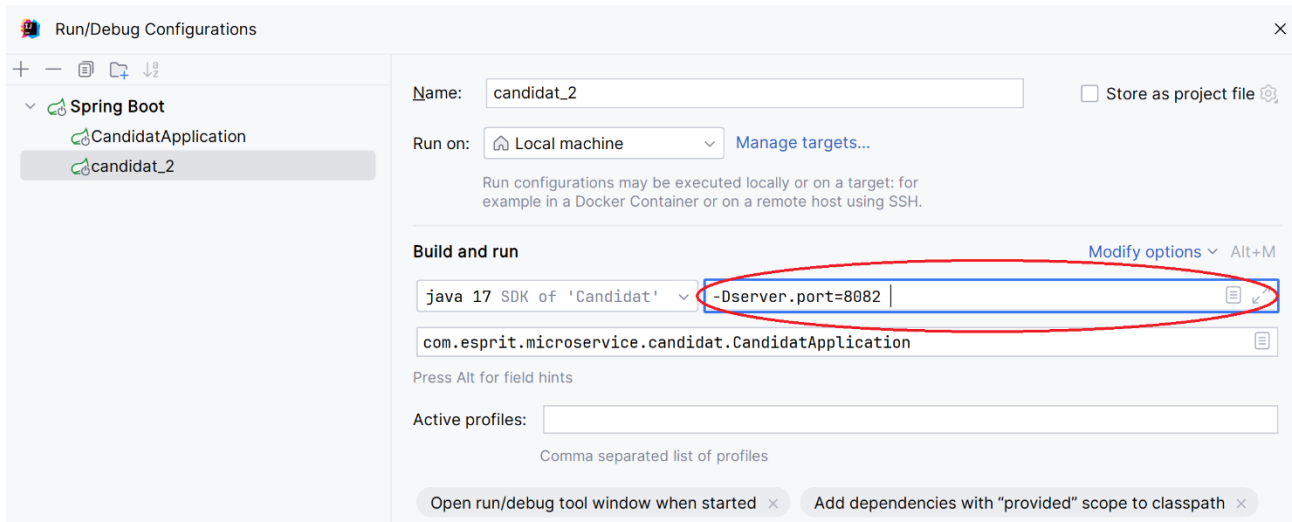 Run/Debug Configurations
Spring Boot
CandidatApplication
candidat_2
Name: candidat_2 Store as project file
Run on: Local machine Manage targets...
Run configurations may be executed locally or on a target: for
example in a Docker Container or on a remote host using SSH.
Build and run Modify options Alt+M
java 17 SDK of 'Candidat' -Dserver.port=8082
com.esprit.microservice.candidat.CandidatApplication
Press Alt for field hints
Active profiles:
Comma separated list of profiles
Open run/debug tool window when started × Add dependencies with “provided” scope to classpath ×